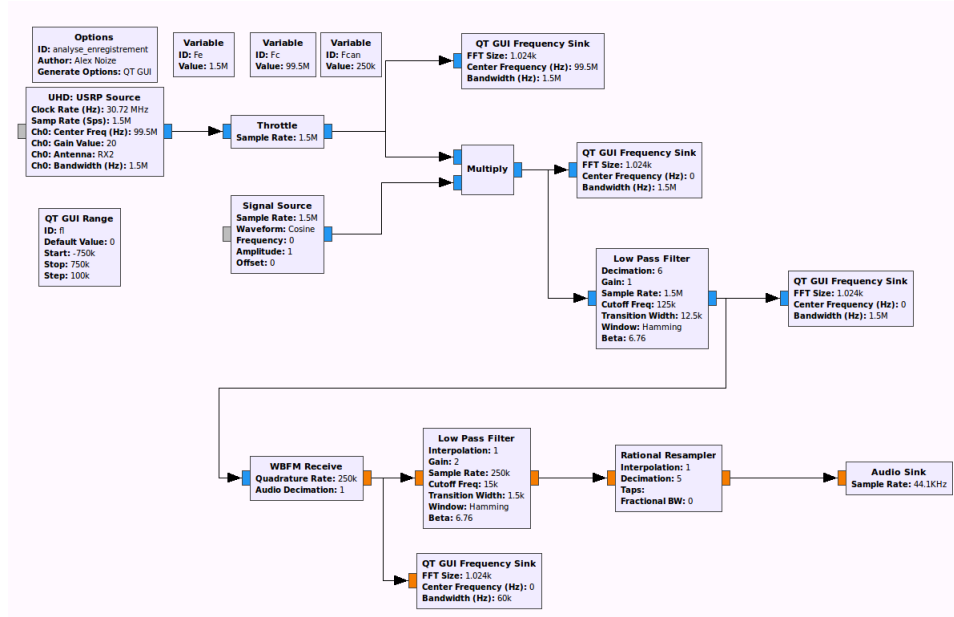 Options
ID: analyse_enregistrement
Author: Alex Noize
Generate Options: QT GUI
Variable
ID: Fe
Value: 1.5M
Variable
ID: Fc
Value: 99.5M
Variable
ID: Fcan
Value: 250k
QT GUI Frequency Sink
FFT Size: 1.024k
Center Frequency (Hz): 99.5M
Bandwidth (Hz): 1.5M
UHD: USRP Source
Clock Rate (Hz): 30.72 MHz
Samp Rate (Sps): 1.5M
Ch0: Center Freq (Hz): 99.5M
Ch0: Gain Value: 20
Ch0: Antenna: RX2
Ch0: Bandwidth (Hz): 1.5M
Throttle
Sample Rate: 1.5M
Multiply
QT GUI Frequency Sink
FFT Size: 1.024k
Center Frequency (Hz): 0
Bandwidth (Hz): 1.5M
QT GUI Range
ID: fl
Default Value: 0
Start: -750k
Stop: 750k
Step: 100k
Signal Source
Sample Rate: 1.5M
Waveform: Cosine
Frequency: 0
Amplitude: 1
Offset: 0
Low Pass Filter
Decimation: 6
Gain: 1
Sample Rate: 1.5M
Cutoff Freq: 125k
Transition Width: 12.5k
Window: Hamming
Beta: 6.76
QT GUI Frequency Sink
FFT Size: 1.024k
Center Frequency (Hz): 0
Bandwidth (Hz): 1.5M
WBFM Receive
Quadrature Rate: 250k
Audio Decimation: 1
Low Pass Filter
Interpolation: 1
Gain: 2
Sample Rate: 250k
Cutoff Freq: 15k
Transition Width: 1.5k
Window: Hamming
Beta: 6.76
Rational Resampler
Interpolation: 1
Decimation: 5
Taps:
Fractional BW: 0
Audio Sink
Sample Rate: 44.1KHz
QT GUI Frequency Sink
FFT Size: 1.024k
Center Frequency (Hz): 0
Bandwidth (Hz): 60k